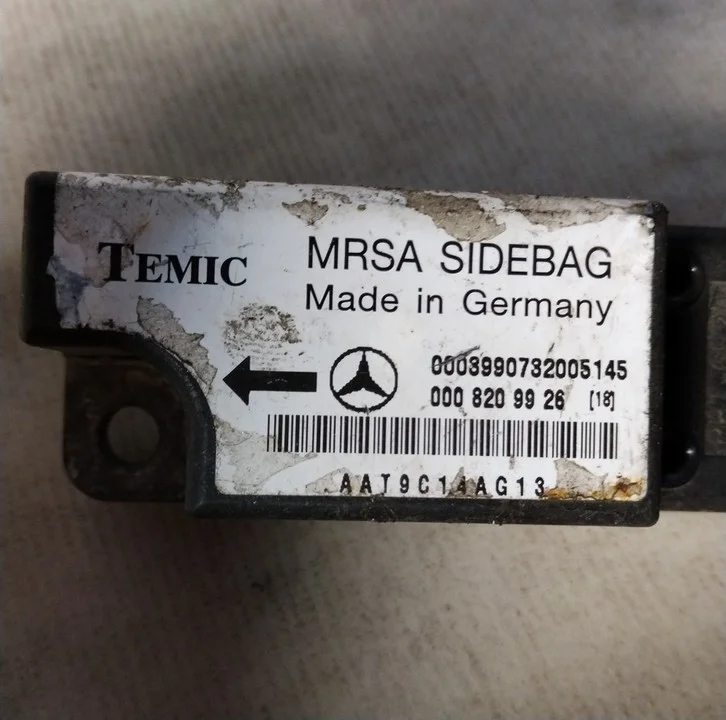 TEMIC
MRSA SIDEBAG
Made in Germany
0003990732005145
000 820 99 26 [18]
AAT9C14AG13